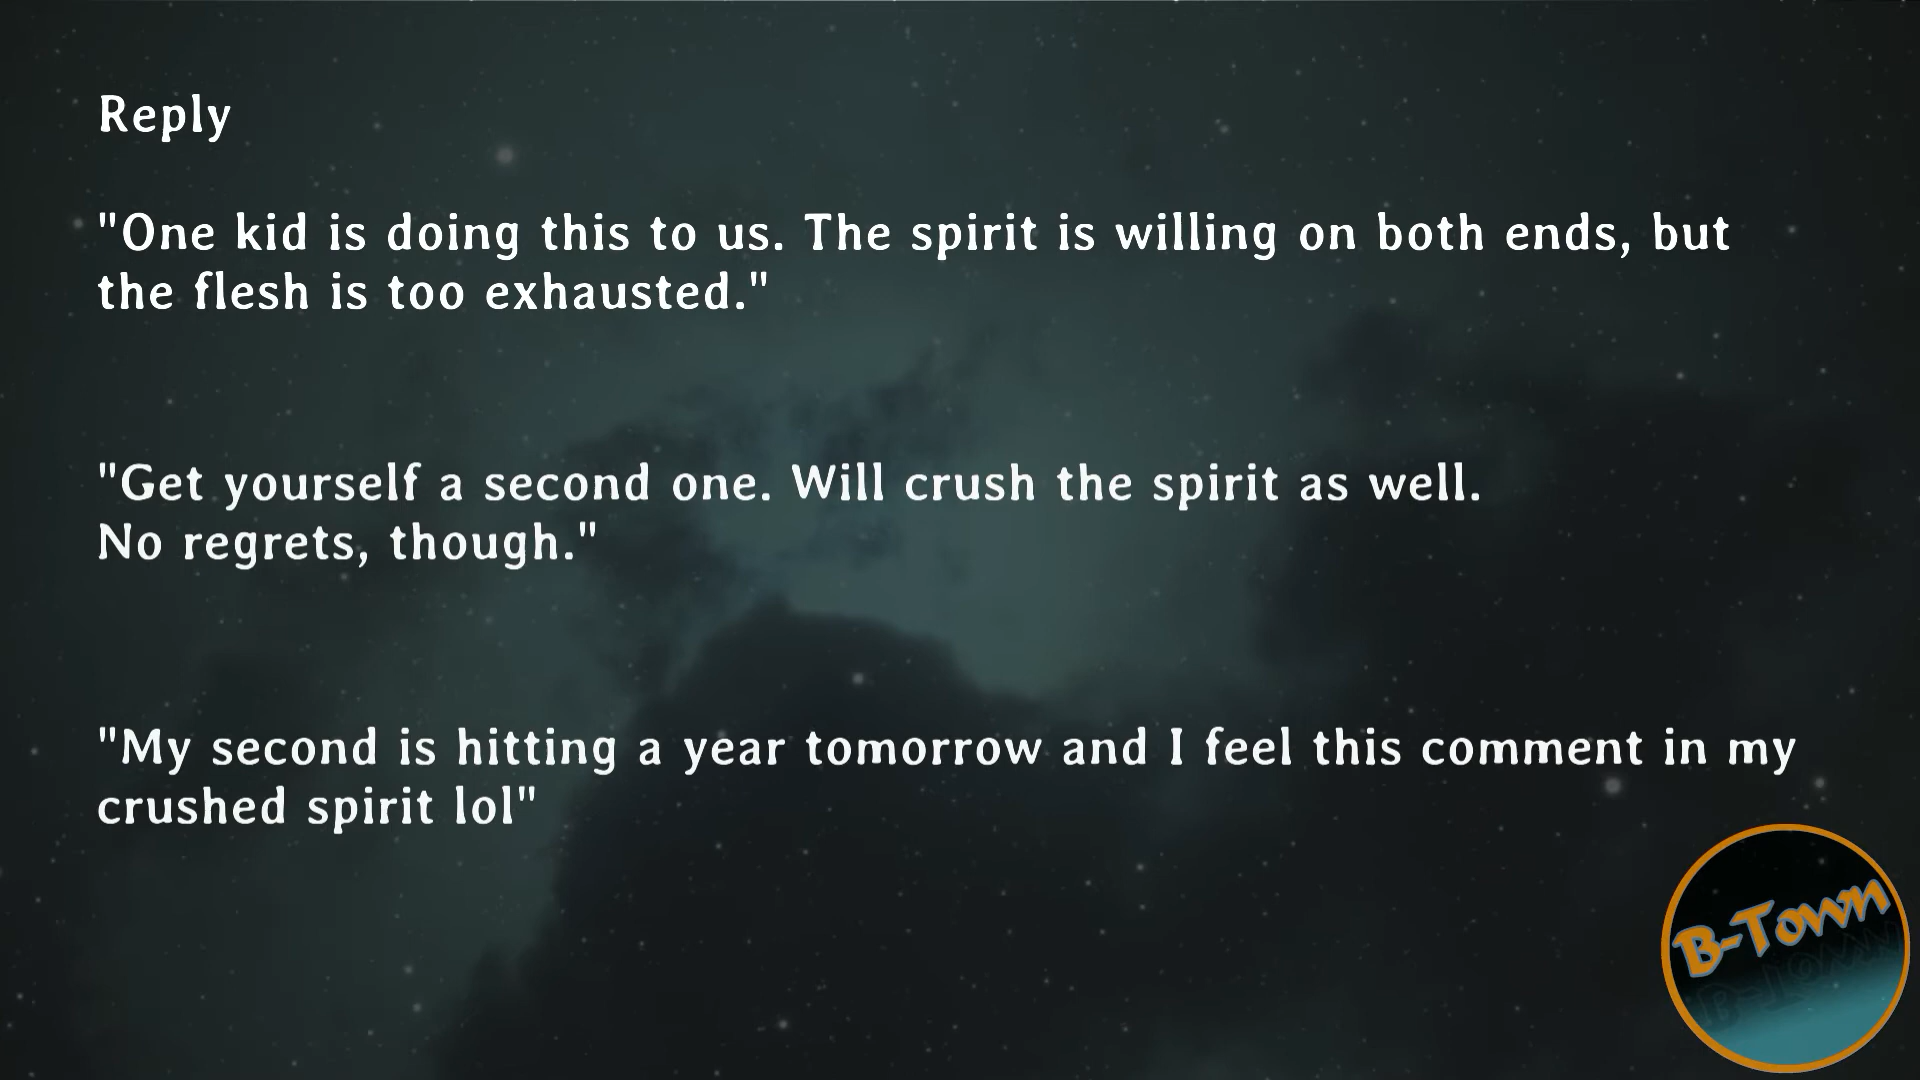 Reply
"One kid is doing this to us. The spirit is willing on both ends, but
the flesh is too exhausted."
"Get yourself a second one. Will crush the spirit as well.
No regrets, though."
"My second is hitting a year tomorrow and I feel this comment in my
crushed spirit lol"
B-Town
B-Town